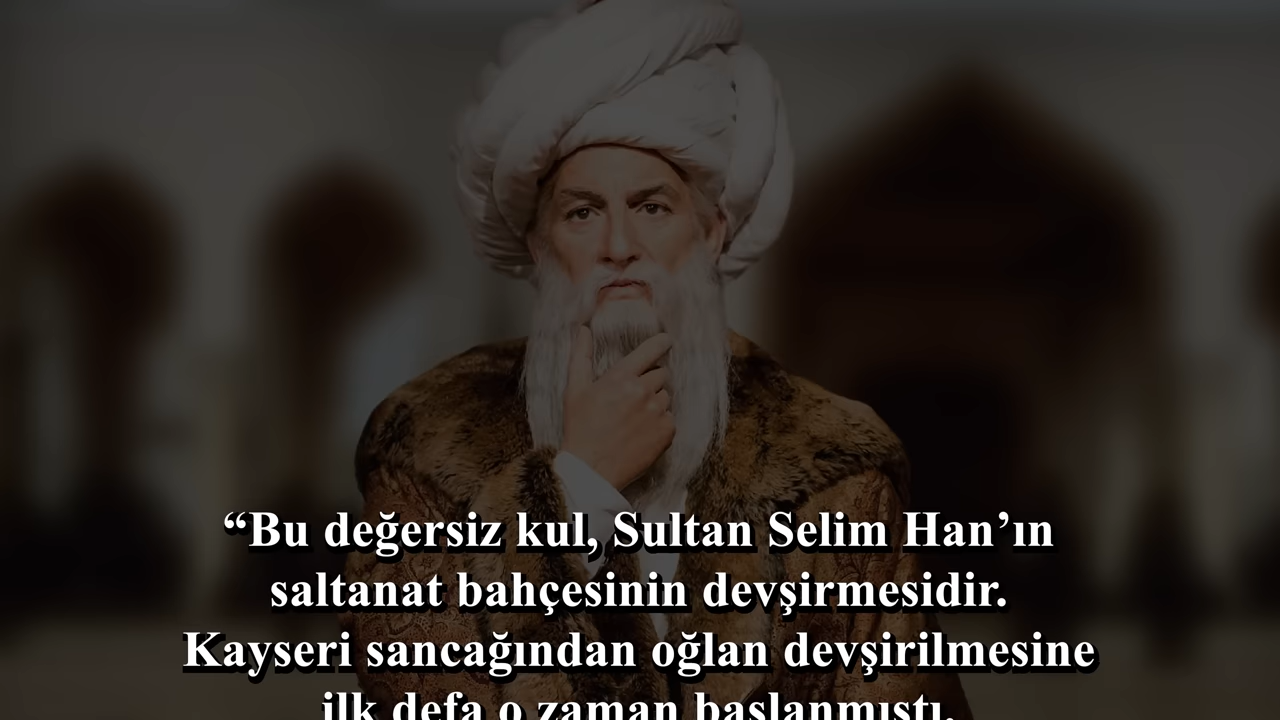 “Bu değersiz kul, Sultan Selim Han’ın
saltanat bahçesinin devşirmesidir.
Kayseri sancağından oğlan devşirilmesine
ilk defa o zaman başlanmıştı.